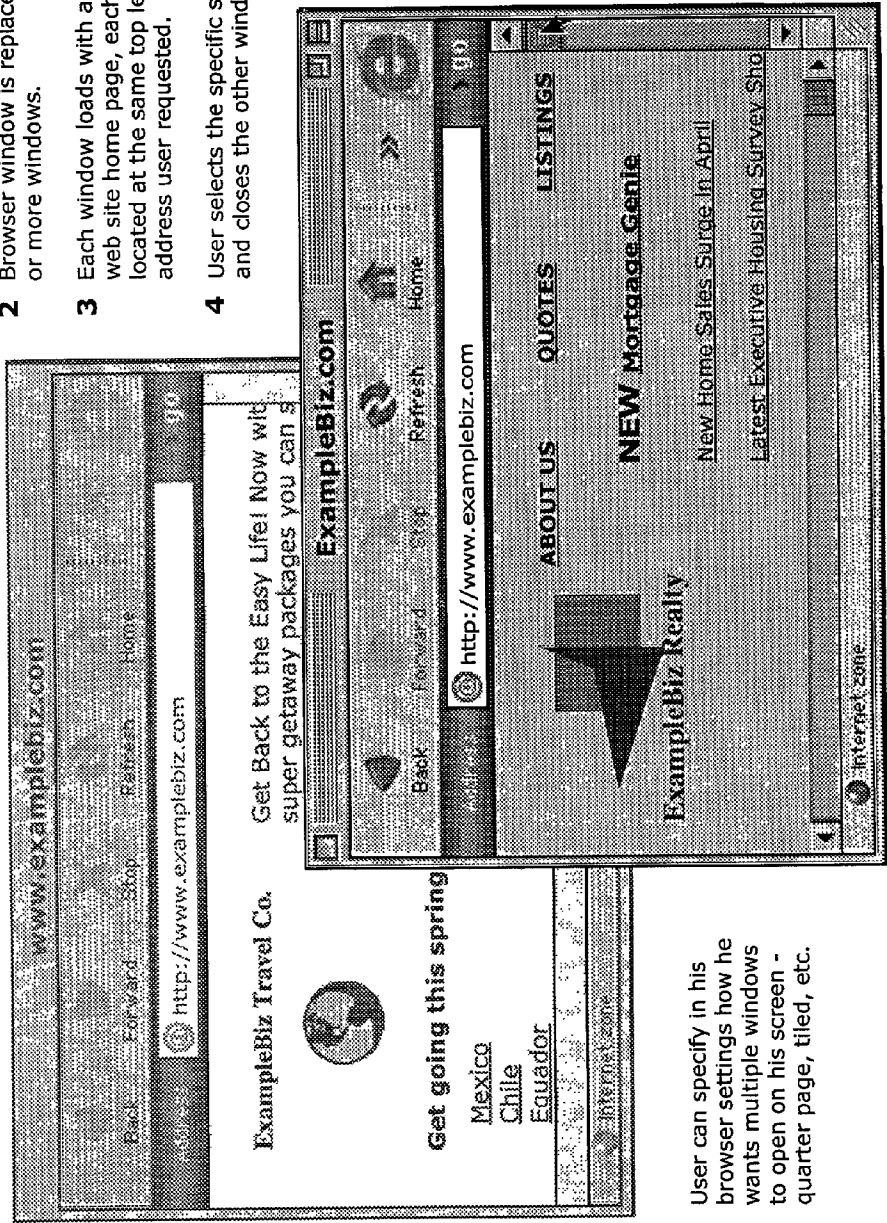 2 Browser window is replace
or more windows.
3 Each window loads with a
web site home page, each
located at the same top le
address user requested.
4 User selects the specific s
and closes the other wind
www.examplebiz.com
Back Forward Stop Refresh Home
Address http://www.examplebiz.com > go
ExampleBiz Travel Co.
Get Back to the Easy Life! Now wit
super getaway packages you can s
Get going this spring
Mexico
Chile
Equador
Internet zone
ExampleBiz.com
Back Forward Stop Refresh Home »
Address http://www.examplebiz.com > go
ABOUT US QUOTES LISTINGS
ExampleBiz Realty
NEW Mortgage Genie
New Home Sales Surge In April
Latest Executive Housing Survey Sho
Internet zone
User can specify in his
browser settings how he
wants multiple windows
to open on his screen -
quarter page, tiled, etc.